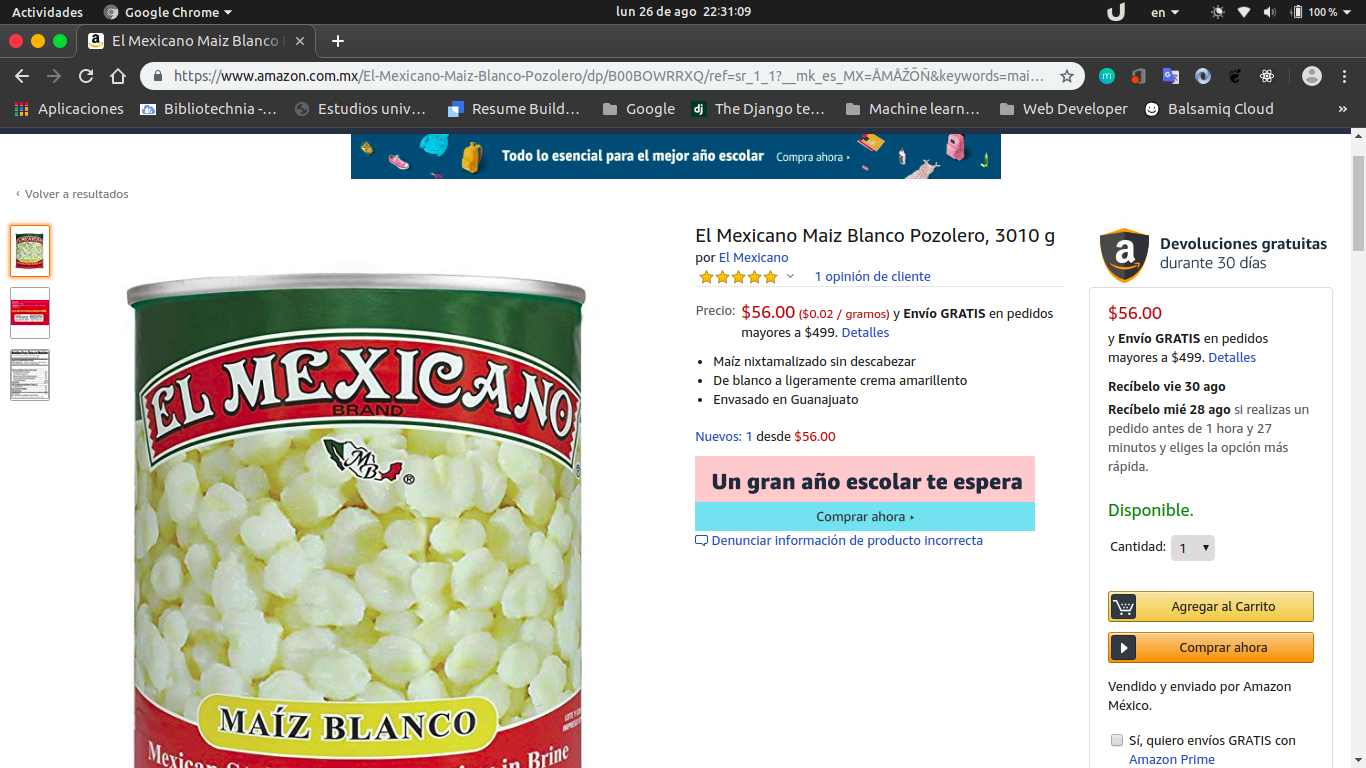 Actividades
Google Chrome
lun 26 de ago 22:31:09
en
100 %
El Mexicano Maiz Blanco
https://www.amazon.com.mx/El-Mexicano-Maiz-Blanco-Pozolero/dp/B00BOWRRXQ/ref=sr_1_1?__mk_es_MX=ÅMÅŽÕÑ&keywords=mai…
Aplicaciones
Bibliotechnia -…
Estudios univ…
Resume Build…
Google
dj The Django te…
Machine learn…
Web Developer
Balsamiq Cloud
»
Todo lo esencial para el mejor año escolar Compra ahora ▸
‹ Volver a resultados
El Mexicano Maiz Blanco Pozolero, 3010 g
por El Mexicano
1 opinión de cliente
Precio: $56.00 ($0.02 / gramos) y Envío GRATIS en pedidos
mayores a $499. Detalles
• Maiz nixtamalizado sin descabezar
• De blanco a ligeramente crema amarillento
• Envasado en Guanajuato
Nuevos: 1 desde $56.00
Un gran año escolar te espera
Comprar ahora ▸
Denunciar información de producto incorrecta
a
Devoluciones gratuitas
durante 30 días
$56.00
y Envío GRATIS en pedidos
mayores a $499. Detalles
Recíbelo vie 30 ago
Recíbelo mié 28 ago si realizas un
pedido antes de 1 hora y 27
minutos y eliges la opción más
rápida.
Disponible.
Cantidad: 1
Agregar al Carrito
Comprar ahora
Vendido y enviado por Amazon
México.
Sí, quiero envíos GRATIS con
Amazon Prime
EL MEXICANO
BRAND
®
MB ®
MAÍZ BLANCO
Mexican
in Brine